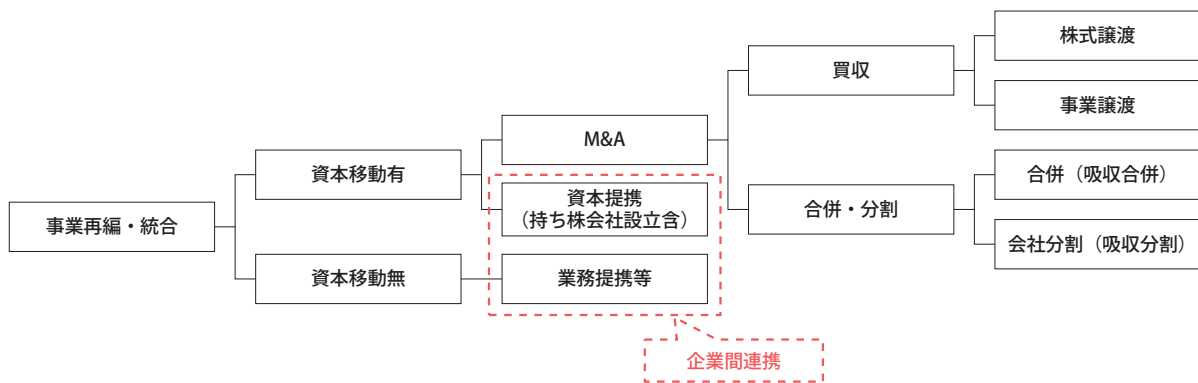 事業再編・統合
資本移動有
資本移動無
M&A
資本提携
（持ち株会社設立含）
業務提携等
企業間連携
買収
合併・分割
株式譲渡
事業譲渡
合併（吸収合併）
会社分割（吸収分割）